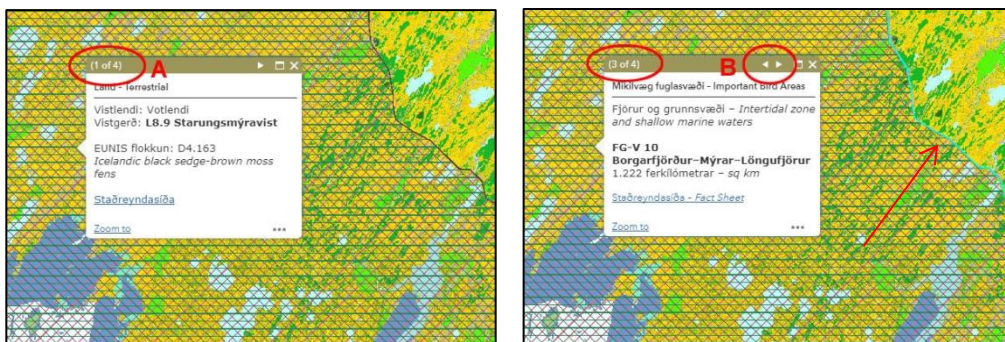 (1 of 4)
A
Land - Terrestrial
Vistlendi: Votlendi
Vistgerð: L8.9 Starungsmýravist
EUNIS flokkun: D4.163
Icelandic black sedge-brown moss
fens
Staðreyndasíða
Zoom to
(3 of 4)
B
Mikilvæg fuglasvæði - Important Bird Areas
Fjörur og grunnsvæði – Intertidal zone
and shallow marine waters
FG-V 10
Borgarfjörður–Mýrar–Löngufjörur
1.222 ferkílómetrar – sq km
Staðreyndasíða - Fact Sheet
Zoom to